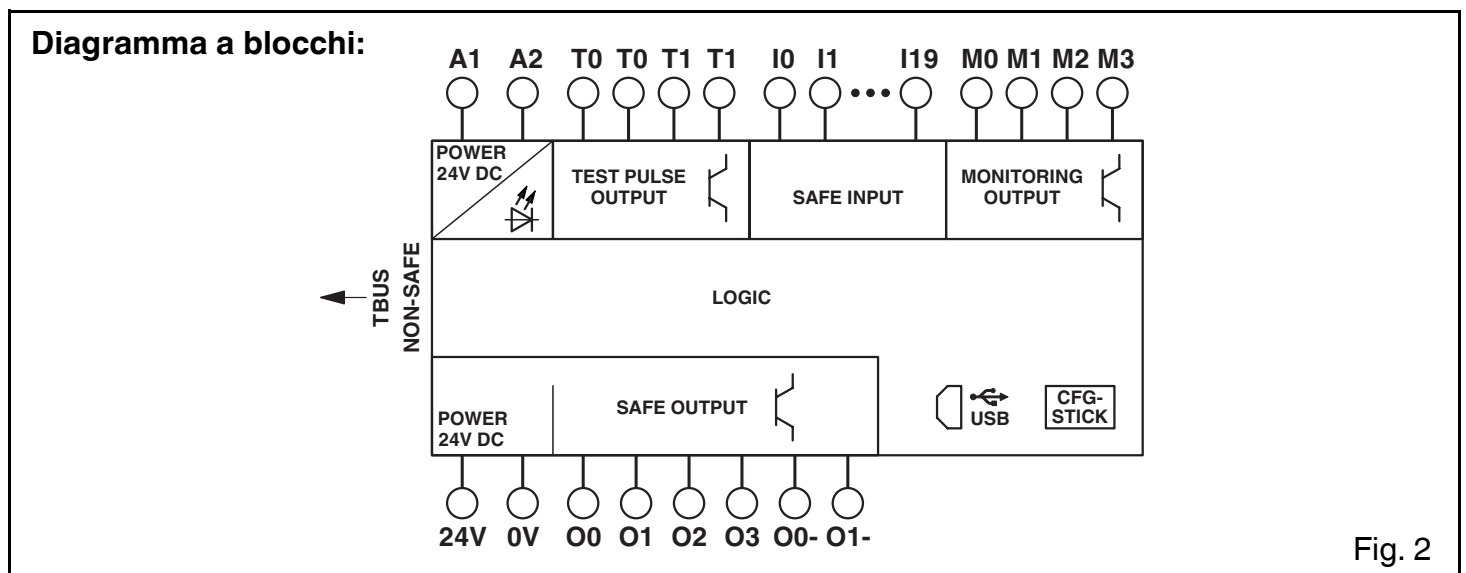 Diagramma a blocchi:
A1 A2 T0 T0 T1 T1 I0 I1 I19 M0 M1 M2 M3
POWER
24V DC
TEST PULSE
OUTPUT
SAFE INPUT
MONITORING
OUTPUT
TBUS
NON-SAFE
LOGIC
POWER
24V DC
SAFE OUTPUT
USB
CFG-
STICK
24V 0V O0 O1 O2 O3 O0- O1-
Fig. 2